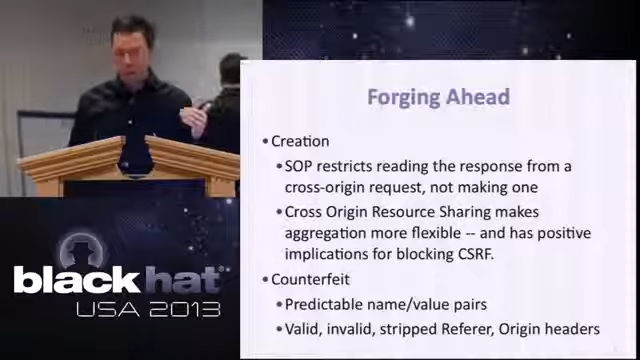 Forging Ahead
•Creation
•SOP restricts reading the response from a
cross-origin request, not making one
•Cross Origin Resource Sharing makes
aggregation more flexible -- and has positive
implications for blocking CSRF.
•Counterfeit
•Predictable name/value pairs
•Valid, invalid, stripped Referer, Origin headers
black hat®
USA 2013